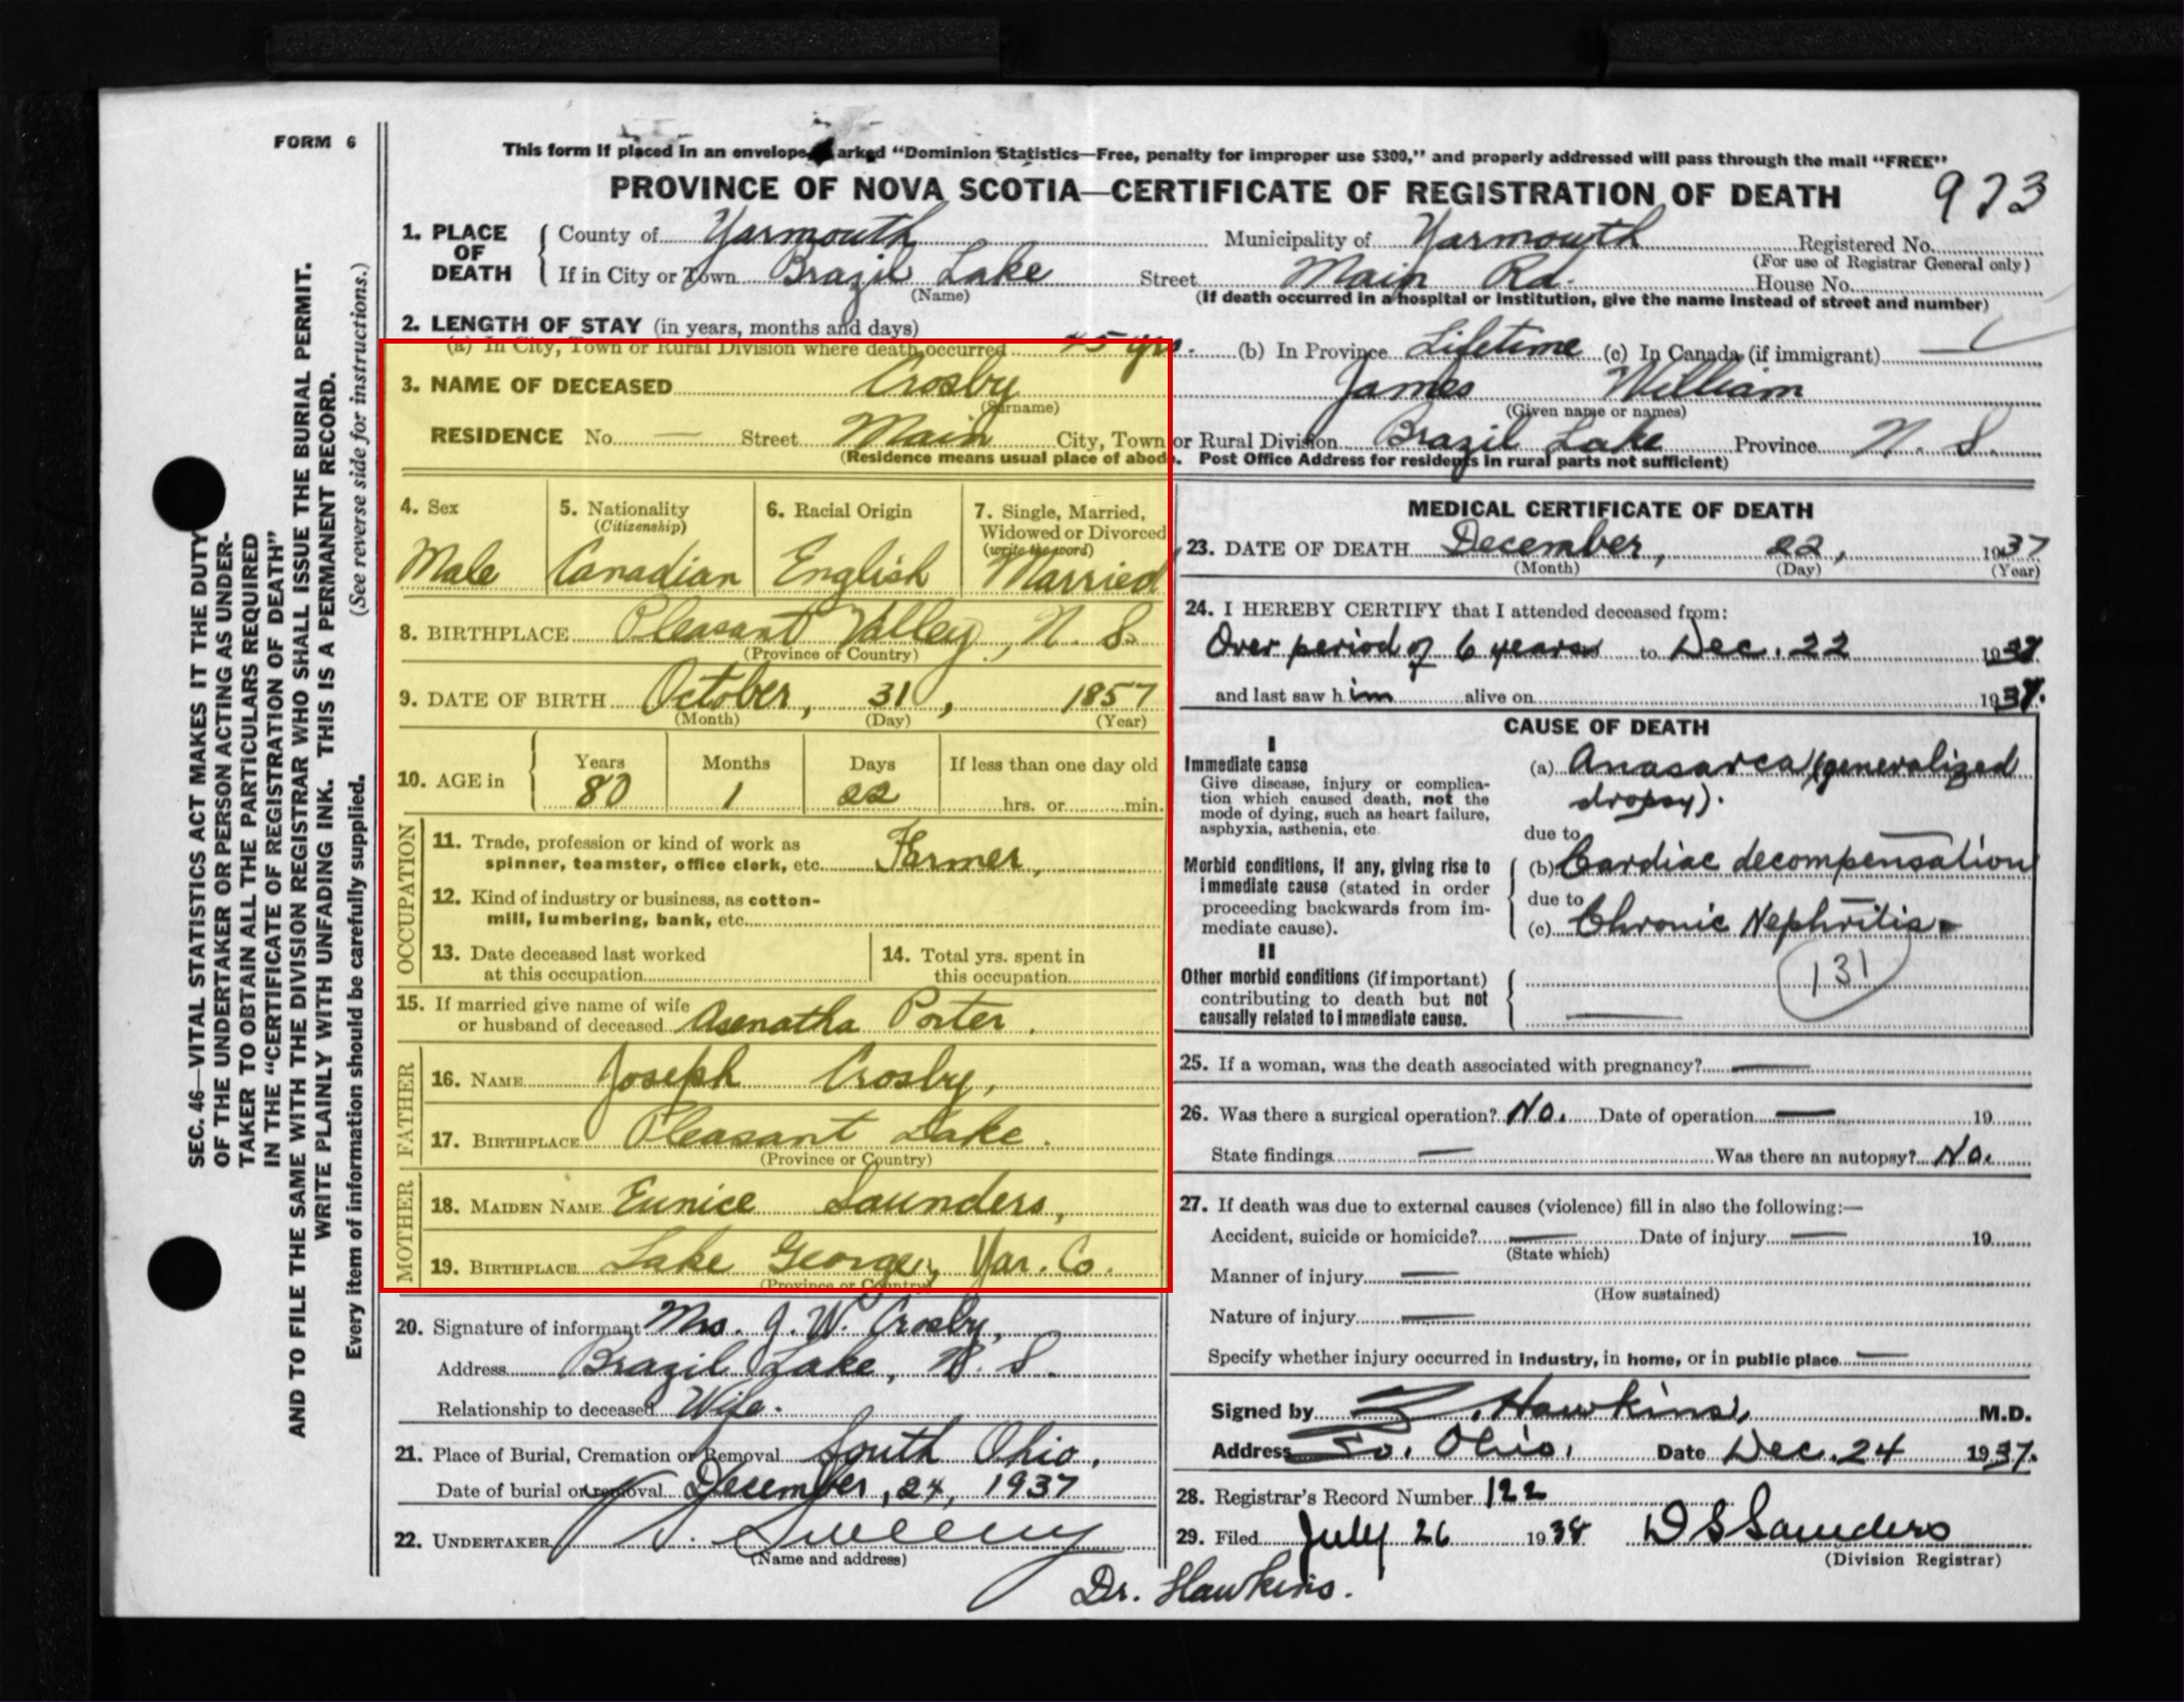 FORM 6
SEC. 46—VITAL STATISTICS ACT MAKES IT THE DUTY
OF THE UNDERTAKER OR PERSON ACTING AS UNDER-
TAKER TO OBTAIN ALL THE PARTICULARS REQUIRED
IN THE "CERTIFICATE OF REGISTRATION OF DEATH"
AND TO FILE THE SAME WITH THE DIVISION REGISTRAR WHO SHALL ISSUE THE BURIAL PERMIT.
WRITE PLAINLY WITH UNFADING INK. THIS IS A PERMANENT RECORD.
Every item of information should be carefully supplied. (See reverse side for instructions.)
This form if placed in an envelope arked "Dominion Statistics—Free, penalty for improper use $300," and properly addressed will pass through the mail "FREE"
PROVINCE OF NOVA SCOTIA—CERTIFICATE OF REGISTRATION OF DEATH 973
1. PLACE OF DEATH County of Yarmouth Municipality of Yarmouth Registered No.
(For use of Registrar General only)
If in City or Town Brazil Lake Street Main Rd. House No.
(Name) (If death occurred in a hospital or institution, give the name instead of street and number)
2. LENGTH OF STAY (in years, months and days)
(a) In City, Town or Rural Division where death occurred 45 yrs. (b) In Province Lifetime (c) In Canada (if immigrant) —
3. NAME OF DECEASED Crosby James William
(Surname) (Given name or names)
RESIDENCE No. — Street Main City, Town or Rural Division Brazil Lake Province N. S.
(Residence means usual place of abode. Post Office Address for residents in rural parts not sufficient)
4. Sex 5. Nationality 6. Racial Origin 7. Single, Married,
(Citizenship) Widowed or Divorced
(write the word)
Male Canadian English Married
8. BIRTHPLACE Pleasant Valley, N. S.
(Province or Country)
9. DATE OF BIRTH October, 31, 1857
(Month) (Day) (Year)
10. AGE in Years Months Days If less than one day old
80 1 22 hrs. or min.
OCCUPATION
11. Trade, profession or kind of work as
spinner, teamster, office clerk, etc. Farmer,
12. Kind of industry or business, as cotton-
mill, lumbering, bank, etc.
13. Date deceased last worked
at this occupation
14. Total yrs. spent in
this occupation
15. If married give name of wife
or husband of deceased Asenatha Porter.
FATHER
16. NAME Joseph Crosby,
17. BIRTHPLACE Pleasant Lake.
(Province or Country)
MOTHER
18. MAIDEN NAME Eunice Saunders,
19. BIRTHPLACE Lake George, Yar. Co.
(Province or Country)
20. Signature of informant Mrs. J. W. Crosby,
Address Brazil Lake, N. S.
Relationship to deceased Wife.
21. Place of Burial, Cremation or Removal South Ohio.
Date of burial or removal December, 24, 1937
22. UNDERTAKER V. S. Sweeny
(Name and address)
MEDICAL CERTIFICATE OF DEATH
23. DATE OF DEATH December, 22, 1937
(Month) (Day) (Year)
24. I HEREBY CERTIFY that I attended deceased from:
Over period of 6 years to Dec. 22 1937
and last saw h im alive on 1937.
CAUSE OF DEATH
I
Immediate cause
Give disease, injury or complica-
tion which caused death, not the
mode of dying, such as heart failure,
asphyxia, asthenia, etc.
(a) Anasarca (generalized
dropsy).
due to
Morbid conditions, if any, giving rise to
immediate cause (stated in order
proceeding backwards from im-
mediate cause).
(b) Cardiac decompensation
due to
(c) Chronic Nephritis
II
131
Other morbid conditions (if important)
contributing to death but not
causally related to immediate cause.
25. If a woman, was the death associated with pregnancy? —
26. Was there a surgical operation? No. Date of operation — 19
State findings — Was there an autopsy? No.
27. If death was due to external causes (violence) fill in also the following:—
Accident, suicide or homicide? — Date of injury — 19
(State which)
Manner of injury —
(How sustained)
Nature of injury —
Specify whether injury occurred in Industry, in home, or in public place —
Signed by Hawkins, M.D.
Address So. Ohio, Date Dec. 24 1937.
28. Registrar's Record Number 122
29. Filed July 26 1938 D S Saunders
(Division Registrar)
Dr. Hawkins.